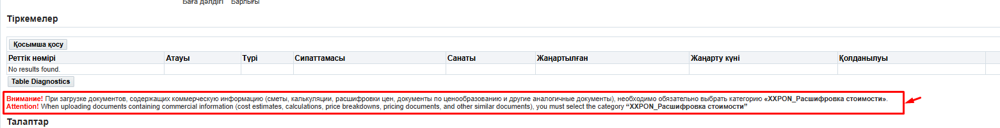 Баға дәлдігі Барлығы
Тіркемелер
Қосымша қосу
Реттік нөмірі Атауы Түрі Сипаттамасы Санаты Жаңартылған Жаңарту күні Қолданылуы
No results found.
Table Diagnostics
Внимание! При загрузке документов, содержащих коммерческую информацию (сметы, калькуляции, расшифровки цен, документы по ценообразованию и другие аналогичные документы), необходимо обязательно выбрать категорию «XXPON_Расшифровка стоимости».
Attention! When uploading documents containing commercial information (cost estimates, calculations, price breakdowns, pricing documents, and other similar documents), you must select the category “XXPON_Расшифровка стоимости”
Талаптар